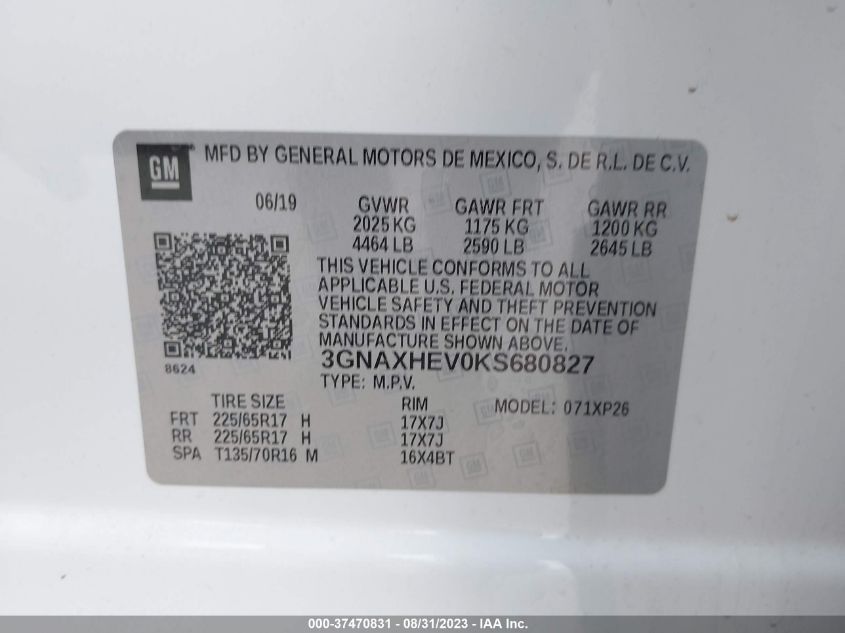 GM MFD BY GENERAL MOTORS DE MEXICO, S. DE R.L. DE C.V.
06/19 GVWR GAWR FRT GAWR RR
2025 KG 1175 KG 1200 KG
4464 LB 2590 LB 2645 LB
THIS VEHICLE CONFORMS TO ALL
APPLICABLE U.S. FEDERAL MOTOR
VEHICLE SAFETY AND THEFT PREVENTION
STANDARDS IN EFFECT ON THE DATE OF
MANUFACTURE SHOWN ABOVE.
8624 3GNAXHEV0KS680827
TYPE: M.P.V.
TIRE SIZE RIM MODEL: 071XP26
FRT 225/65R17 H 17X7J
RR 225/65R17 H 17X7J
SPA T135/70R16 M 16X4BT
000-37470831 - 08/31/2023 - IAA Inc.